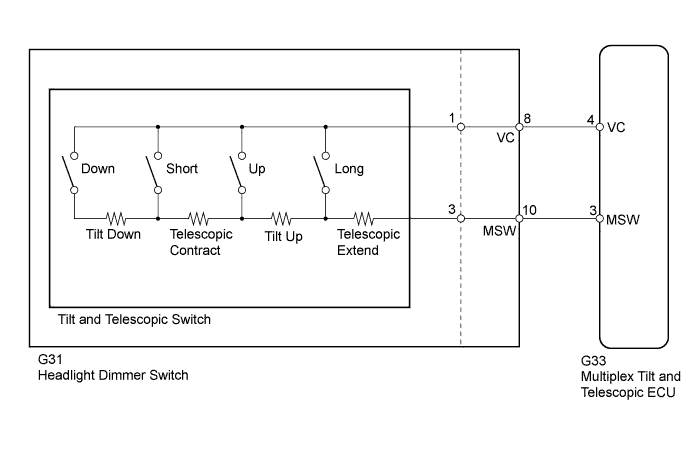 1
8
4
VC
VC
Down
Short
Up
Long
3
10
3
MSW
MSW
Tilt Down
Telescopic
Contract
Tilt Up
Telescopic
Extend
Tilt and Telescopic Switch
G31
Headlight Dimmer Switch
G33
Multiplex Tilt and
Telescopic ECU